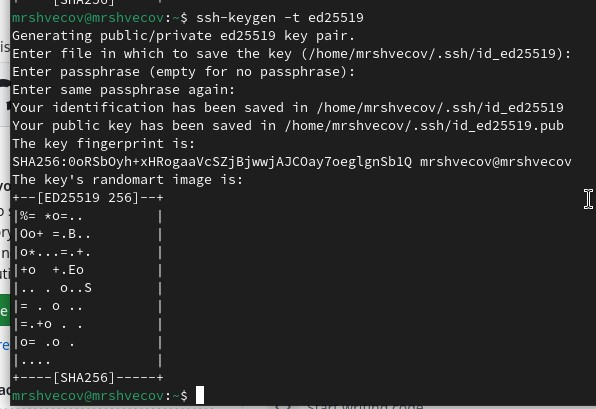 [SHA256]
mrshvecov@mrshvecov:~$ ssh-keygen -t ed25519
Generating public/private ed25519 key pair.
Enter file in which to save the key (/home/mrshvecov/.ssh/id_ed25519):
Enter passphrase (empty for no passphrase):
Enter same passphrase again:
Your identification has been saved in /home/mrshvecov/.ssh/id_ed25519
Your public key has been saved in /home/mrshvecov/.ssh/id_ed25519.pub
The key fingerprint is:
SHA256:0oRSbOyh+xHRogaaVcSZjBjwwjAJCOay7oeglgnSb1Q mrshvecov@mrshvecov
The key's randomart image is:
+--[ED25519 256]--+
|%= *o=..         |
|Oo+ =.B..        |
|o*...=.+.        |
|+o  +.Eo         |
|.. . o..S        |
|= . o ..         |
|=.+o . .         |
|o= .o .          |
|....             |
+----[SHA256]-----+
mrshvecov@mrshvecov:~$